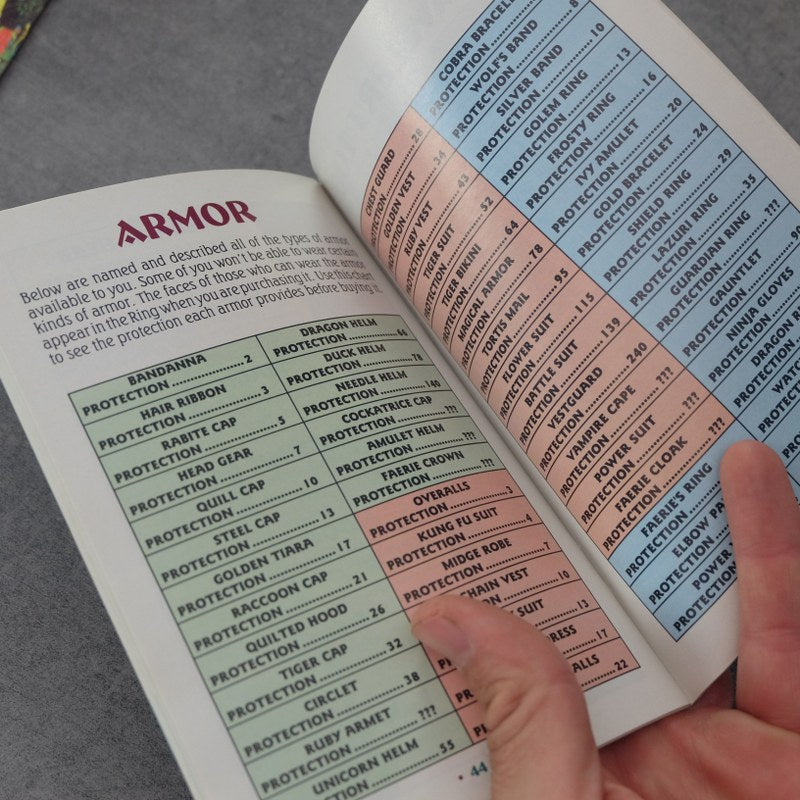 ARMOR
Below are named and described all of the types of armor
available to you. Some of you won't be able to wear certain
kinds of armor. The faces of those who can wear the armor
appear in the Ring when you are purchasing it. Use this chart
to see the protection each armor provides before buying it.
BANDANNA
PROTECTION ..................2
HAIR RIBBON
PROTECTION ..................3
RABITE CAP
PROTECTION ..................5
HEAD GEAR
PROTECTION ..................7
QUILL CAP
PROTECTION ................10
STEEL CAP
PROTECTION ................13
GOLDEN TIARA
PROTECTION ................17
RACCOON CAP
PROTECTION ................21
QUILTED HOOD
PROTECTION ................26
TIGER CAP
PROTECTION ................32
CIRCLET
PROTECTION ................38
RUBY ARMET
PROTECTION ..............???
UNICORN HELM
55
DRAGON HELM
PROTECTION
DUCK HELM
PROTECTION ................78
NEEDLE HELM
PROTECTION ..............140
COCKATRICE CAP
PROTECTION ..............???
AMULET HELM
PROTECTION ..............???
FAERIE CROWN
PROTECTION ..............???
OVERALLS
PROTECTION ..................3
KUNG FU SUIT
PROTECTION ..................4
MIDGE ROBE
PROTECTION ..................7
CHAIN VEST
10
SUIT
13
17
22
44
CHEST GUARD
28
GOLDEN VEST
34
RUBY VEST
43
TIGER SUIT
52
TIGER BIKINI
64
MAGICAL ARMOR
78
TORTIS MAIL
PROTECTION ................95
FLOWER SUIT
PROTECTION ..............115
BATTLE SUIT
PROTECTION ..............139
VESTGUARD
PROTECTION ..............240
VAMPIRE CAPE
PROTECTION ..............???
POWER SUIT
PROTECTION ..............???
FAERIE CLOAK
PROTECTION ..............???
COBRA BRACELET
PROTECTION
WOLF'S BAND
PROTECTION ..................8
SILVER BAND
PROTECTION ................10
GOLEM RING
PROTECTION ................13
FROSTY RING
PROTECTION ................16
IVY AMULET
PROTECTION ................20
GOLD BRACELET
PROTECTION ................24
SHIELD RING
PROTECTION ................29
LAZURI RING
PROTECTION ................35
GUARDIAN RING
PROTECTION ..............???
GAUNTLET
PROTECTION
NINJA GLOVES
PROTECTION
DRAGON
PROTECTION
FAERIE'S RING
PROTECTION
ELBOW
PROTECTION
POWER
PROTECTION